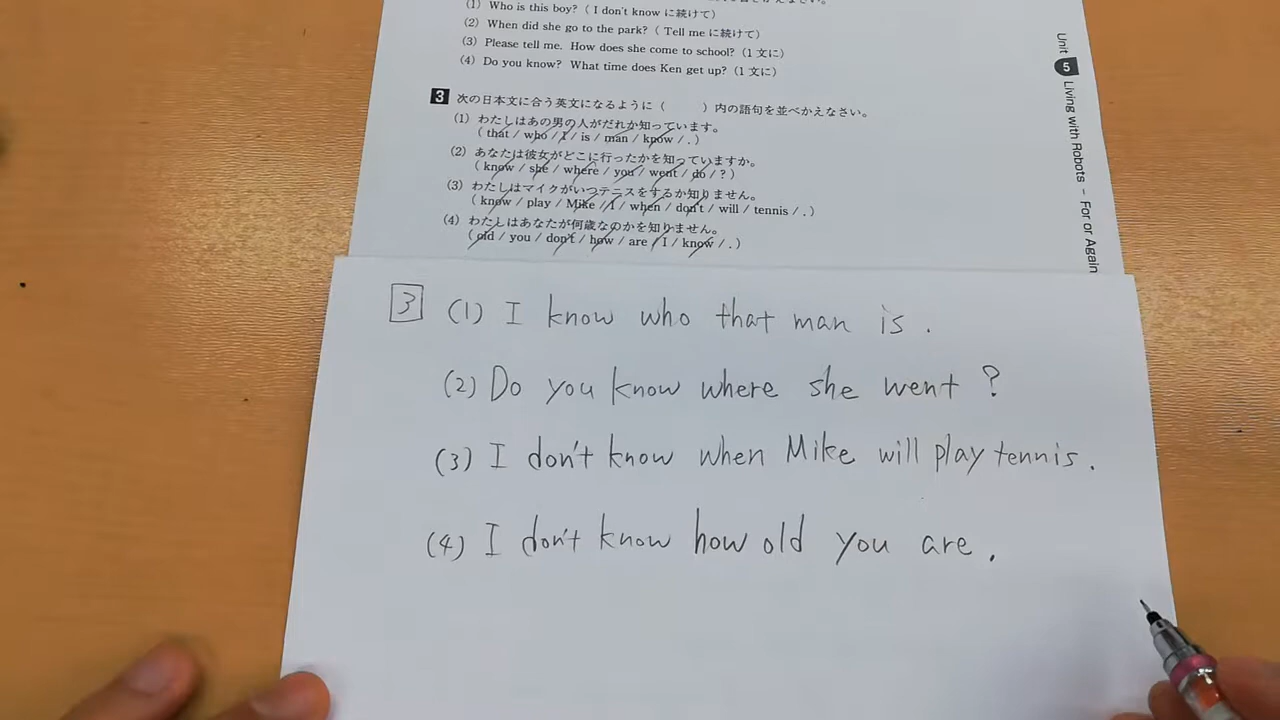 (1) Who is this boy? ( I don't know に続けて)
(2) When did she go to the park? ( Tell me に続けて)
(3) Please tell me. How does she come to school? (1 文に)
(4) Do you know? What time does Ken get up? (1 文に)
3 次の日本文に合う英文になるように( )内の語句を並べかえなさい。
(1) わたしはあの男の人がだれか知っています。
( that / who / I / is / man / know / . )
(2) あなたは彼女がどこに行ったかを知っていますか。
( know / she / where / you / went / do / ? )
(3) わたしはマイクがいつテニスをするか知りません。
( know / play / Mike / I / when / don't / will / tennis / . )
(4) わたしはあなたが何歳なのかを知りません。
( old / you / don't / how / are / I / know / . )
Unit 5 Living with Robots – For or Again
3 (1) I know who that man is .
(2) Do you know where she went ?
(3) I don't know when Mike will play tennis .
(4) I don't know how old you are .